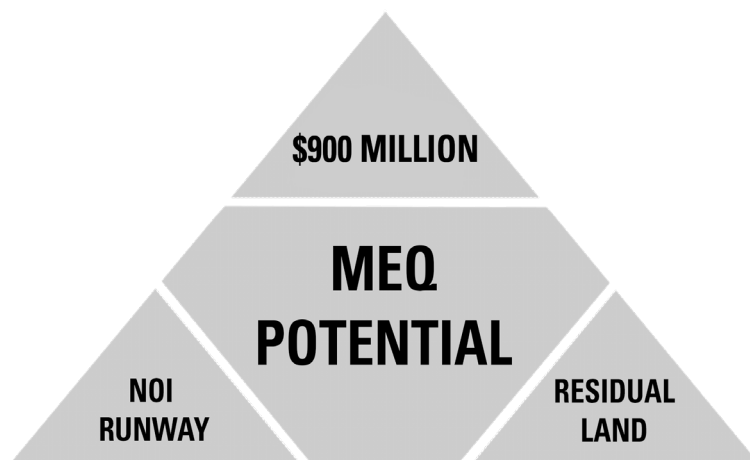 $900 MILLION
MEQ
POTENTIAL
NOI
RUNWAY
RESIDUAL
LAND